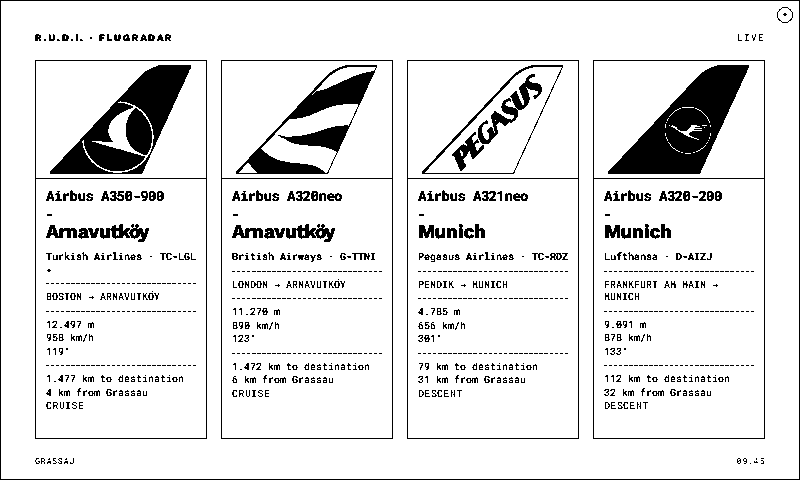 R.U.D.I. · FLUGRADAR
LIVE
Airbus A350-900
-
Arnavutköy
Turkish Airlines · TC-LGL
BOSTON → ARNAVUTKÖY
12.497 m
958 km/h
119°
1.477 km to destination
4 km from Grassau
CRUISE
Airbus A320neo
-
Arnavutköy
British Airways · G-TTNI
LONDON → ARNAVUTKÖY
11.270 m
890 km/h
123°
1.472 km to destination
6 km from Grassau
CRUISE
PEGASUS
Airbus A321neo
-
Munich
Pegasus Airlines · TC-RDZ
PENDIK → MUNICH
4.785 m
656 km/h
301°
79 km to destination
31 km from Grassau
DESCENT
Airbus A320-200
-
Munich
Lufthansa · D-AIZJ
FRANKFURT AM MAIN →
MUNICH
9.091 m
878 km/h
133°
112 km to destination
32 km from Grassau
DESCENT
GRASSAU
09:45